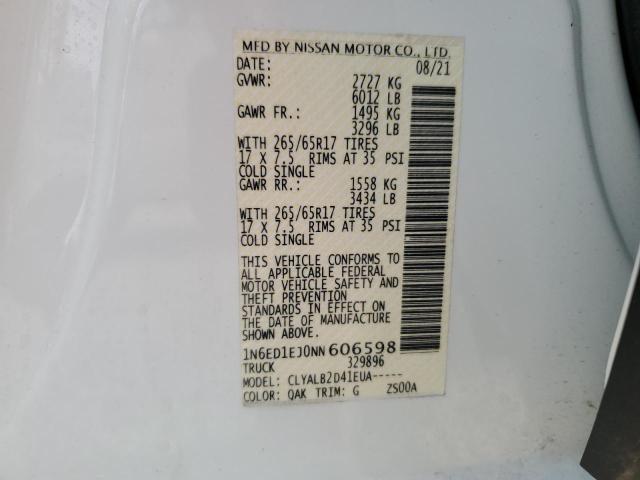 MFD BY NISSAN MOTOR CO., LTD.
DATE: 08/21
GVWR: 2727 KG
6012 LB
GAWR FR.: 1495 KG
3296 LB
WITH 265/65R17 TIRES
17 X 7.5 RIMS AT 35 PSI
COLD SINGLE
GAWR RR.: 1558 KG
3434 LB
WITH 265/65R17 TIRES
17 X 7.5 RIMS AT 35 PSI
COLD SINGLE
THIS VEHICLE CONFORMS TO
ALL APPLICABLE FEDERAL
MOTOR VEHICLE SAFETY AND
THEFT PREVENTION
STANDARDS IN EFFECT ON
THE DATE OF MANUFACTURE
SHOWN ABOVE.
1N6ED1EJ0NN606598
TRUCK 329896
MODEL: CLYALB2D41EUA-----
COLOR: QAK TRIM: G ZS00A